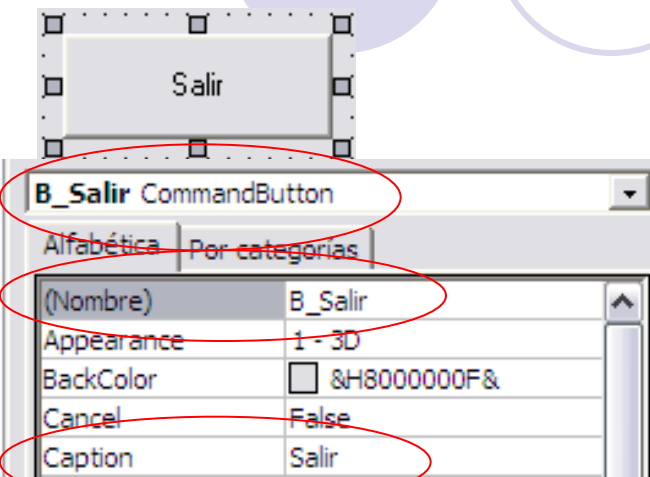 Salir
B_Salir CommandButton
Alfabética Por categorías
(Nombre) B_Salir
Appearance 1 - 3D
BackColor &H8000000F&
Cancel False
Caption Salir